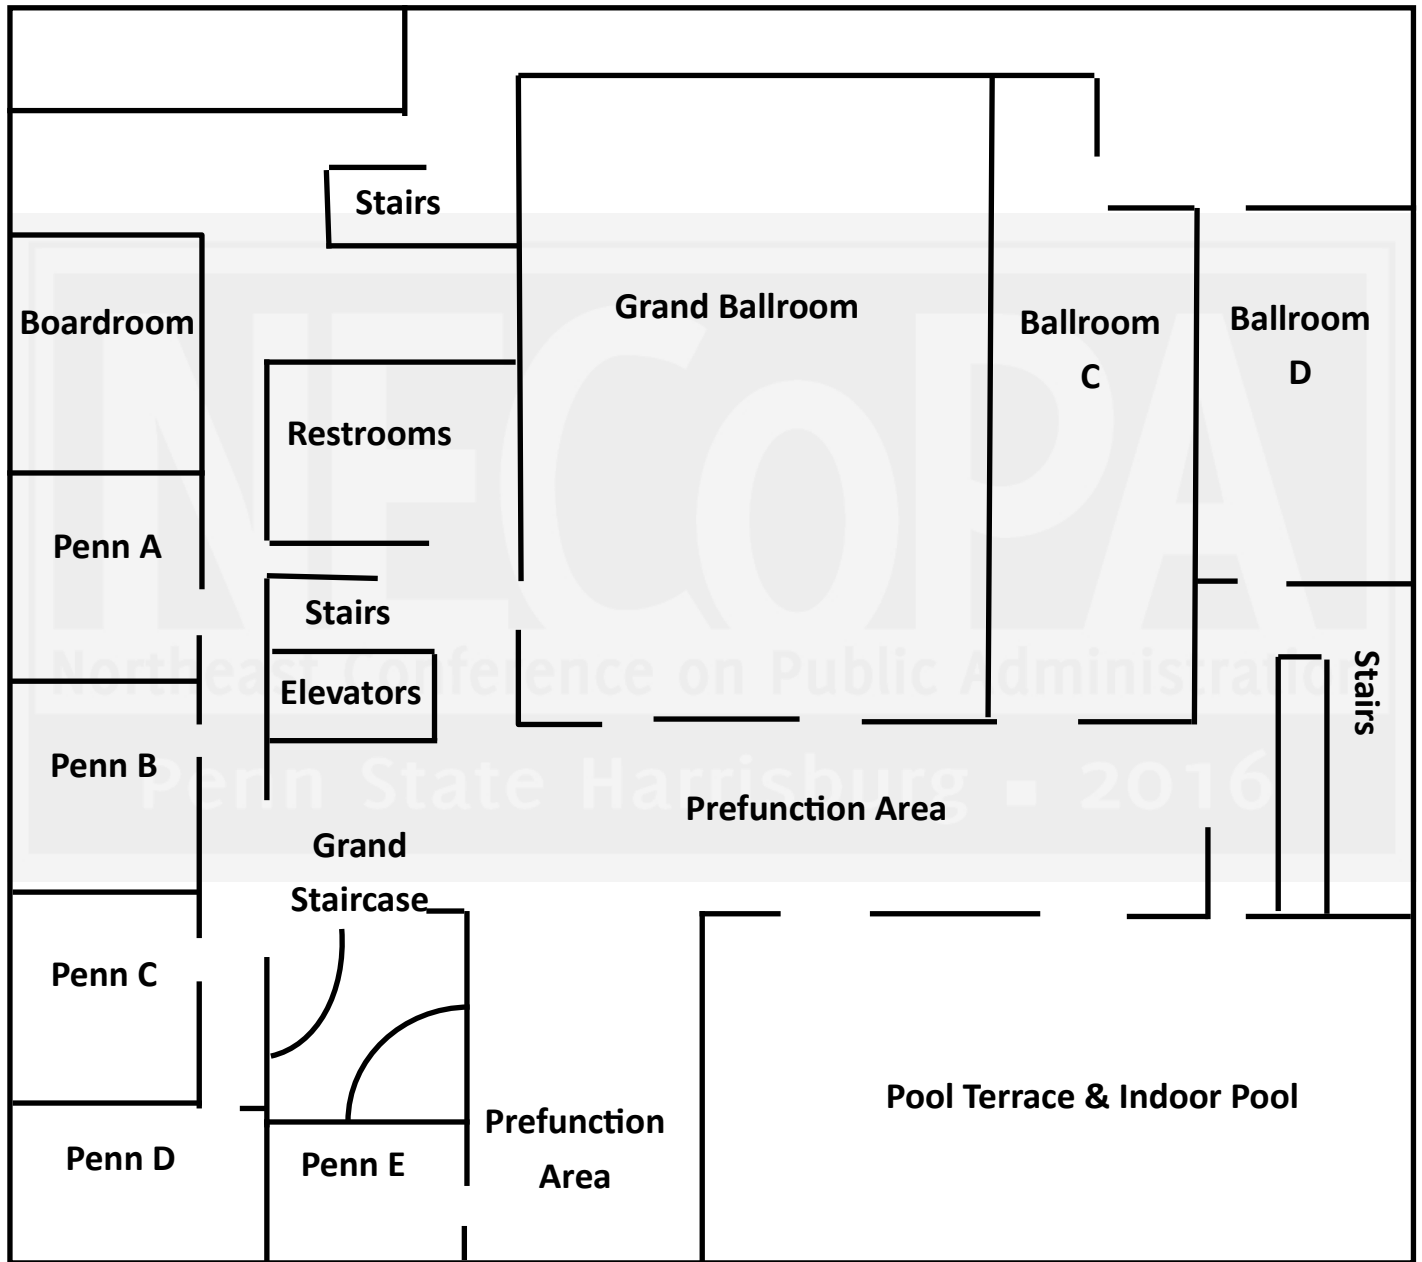 Stairs
Boardroom
Grand Ballroom
Ballroom
C
Ballroom
D
Restrooms
Penn A
Stairs
Elevators
Stairs
Penn B
Prefunction Area
Grand
Staircase
Penn C
Penn D
Penn E
Prefunction
Area
Pool Terrace & Indoor Pool
NECoPA
Northeast Conference on Public Administration
Penn State Harrisburg ▪ 2016